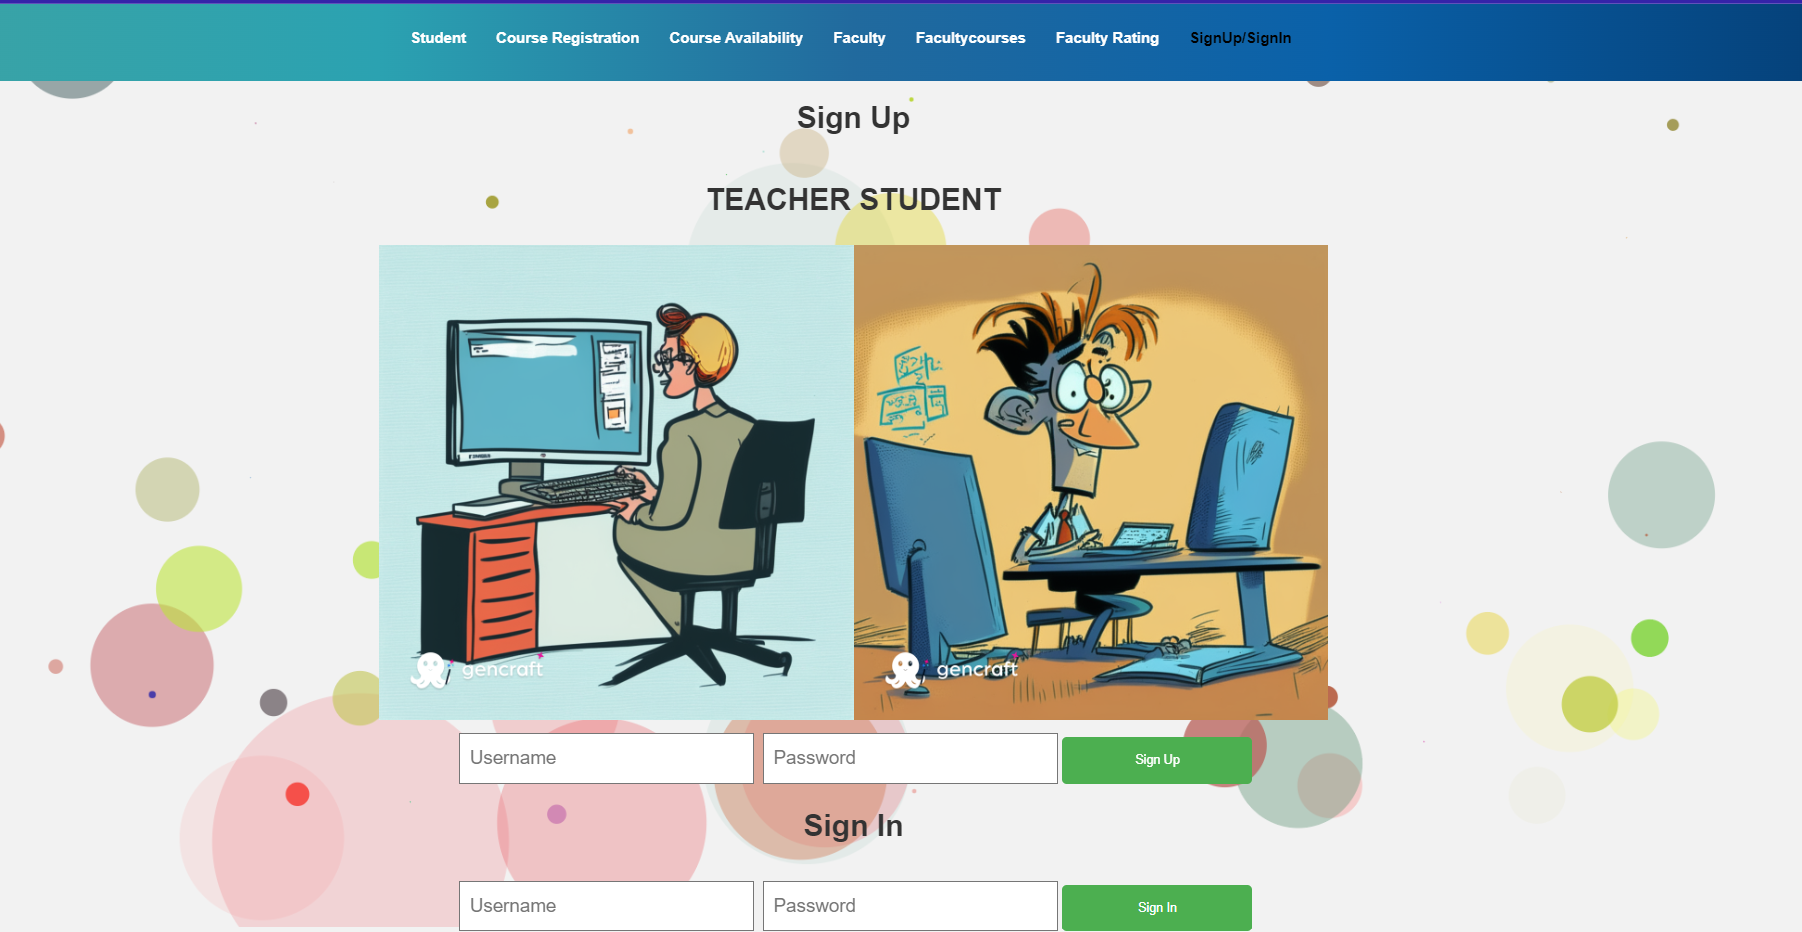 Student Course Registration Course Availability Faculty Facultycourses Faculty Rating SignUp/SignIn
Sign Up
TEACHER STUDENT
gencraft gencraft
Username Password Sign Up
Sign In
Username Password Sign In